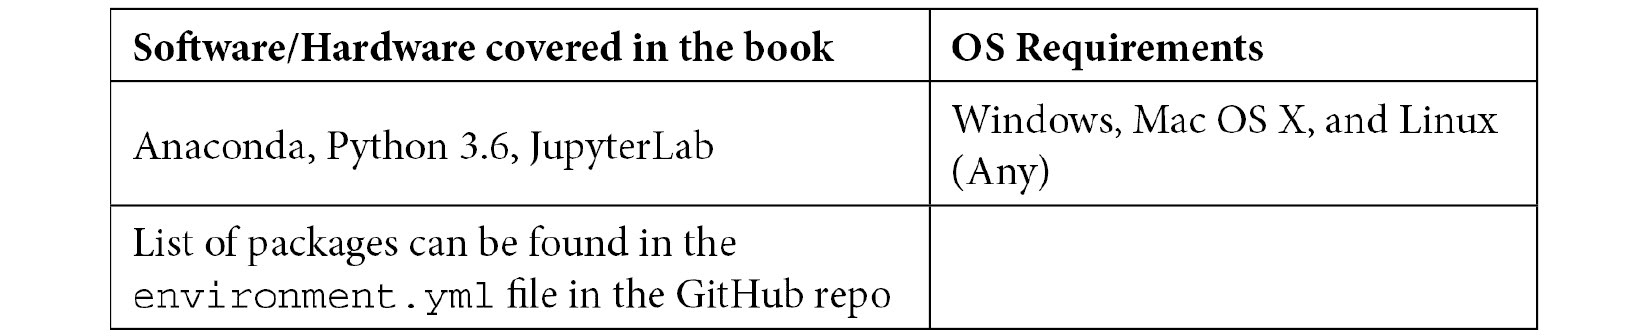 Software/Hardware covered in the book
OS Requirements
Anaconda, Python 3.6, JupyterLab
Windows, Mac OS X, and Linux
(Any)
List of packages can be found in the
environment.yml file in the GitHub repo